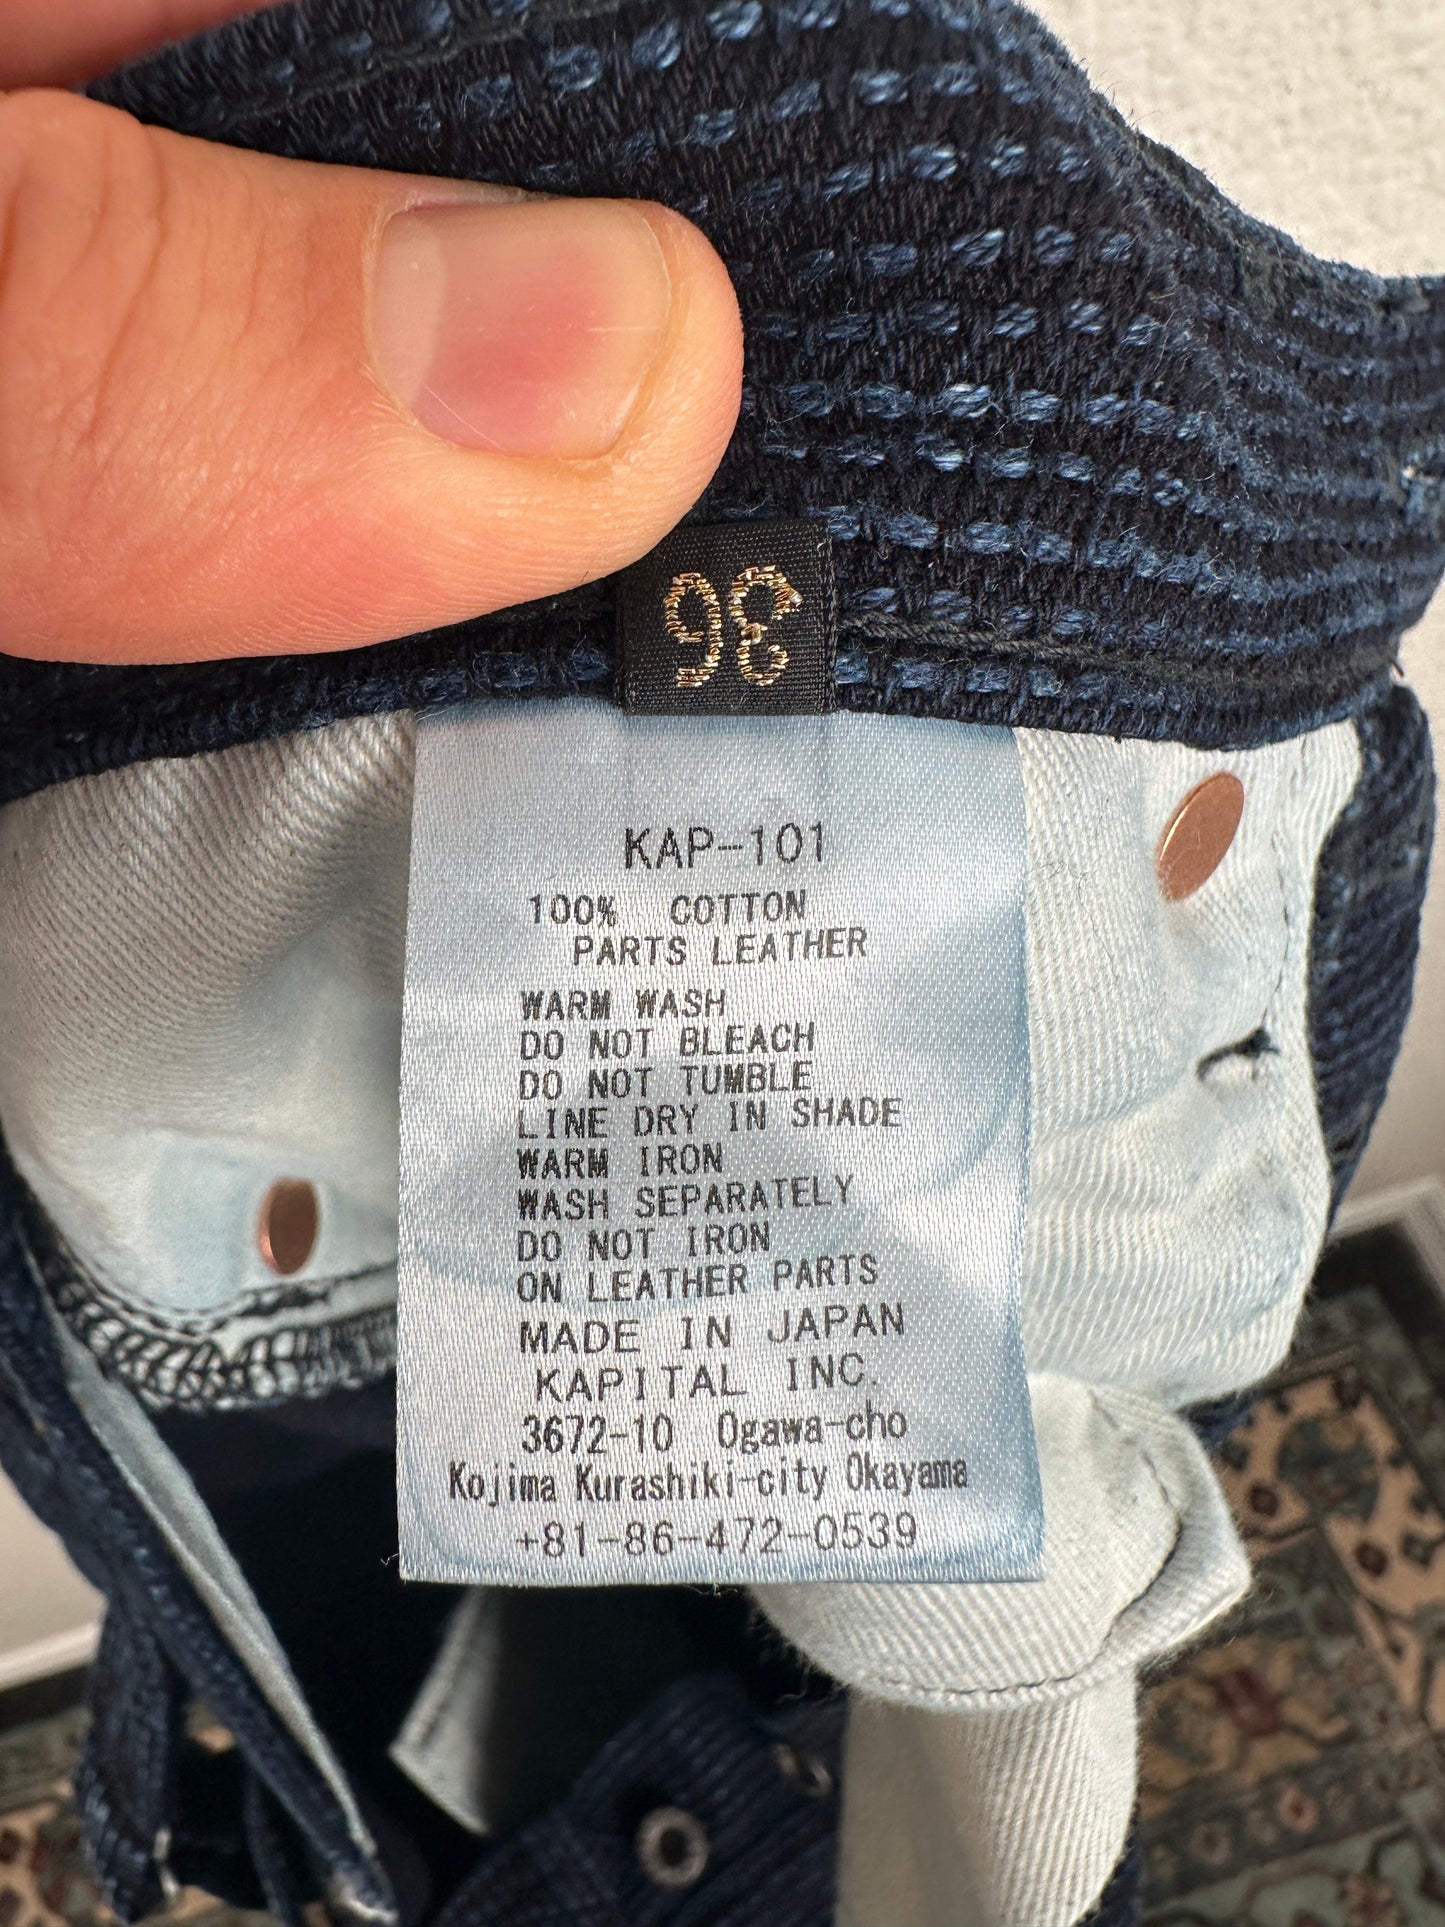 36
KAP-101
100% COTTON
PARTS LEATHER
WARM WASH
DO NOT BLEACH
DO NOT TUMBLE
LINE DRY IN SHADE
WARM IRON
WASH SEPARATELY
DO NOT IRON
ON LEATHER PARTS
MADE IN JAPAN
KAPITAL INC.
3672-10 Ogawa-cho
Kojima Kurashiki-city Okayama
+81-86-472-0539